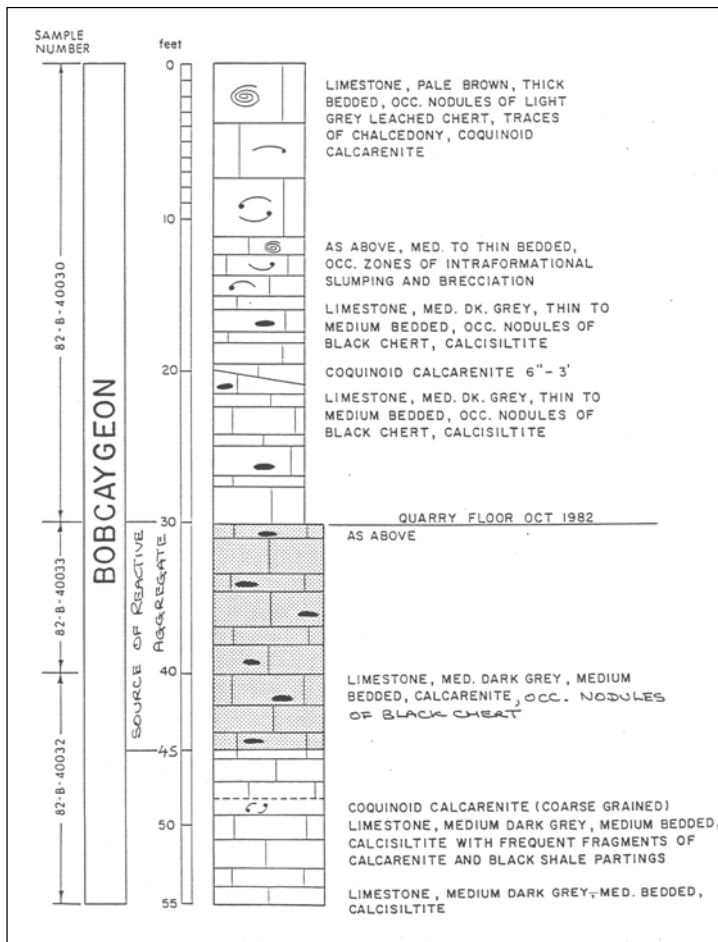 SAMPLE
NUMBER
feet
0
LIMESTONE, PALE BROWN, THICK
BEDDED, OCC. NODULES OF LIGHT
GREY LEACHED CHERT, TRACES
OF CHALCEDONY, COQUINOID
CALCARENITE
10
AS ABOVE, MED. TO THIN BEDDED,
OCC. ZONES OF INTRAFORMATIONAL
SLUMPING AND BRECCIATION
82-B-40030
LIMESTONE, MED. DK. GREY, THIN TO
MEDIUM BEDDED, OCC. NODULES OF
BLACK CHERT, CALCISILTITE
20
COQUINOID CALCARENITE 6"-3'
LIMESTONE, MED. DK. GREY, THIN TO
MEDIUM BEDDED, OCC. NODULES OF
BLACK CHERT, CALCISILTITE
BOBCAYGEON
30
QUARRY FLOOR OCT 1982
AS ABOVE
82-B-40033
SOURCE OF REACTIVE
AGGREGATE
40
LIMESTONE, MED. DARK GREY, MEDIUM
BEDDED, CALCARENITE, OCC. NODULES
OF BLACK CHERT
45
82-B-40032
COQUINOID CALCARENITE (COARSE GRAINED)
50
LIMESTONE, MEDIUM DARK GREY, MEDIUM BEDDED,
CALCISILTITE WITH FREQUENT FRAGMENTS OF
CALCARENITE AND BLACK SHALE PARTINGS
LIMESTONE, MEDIUM DARK GREY, MED. BEDDED,
CALCISILTITE
55